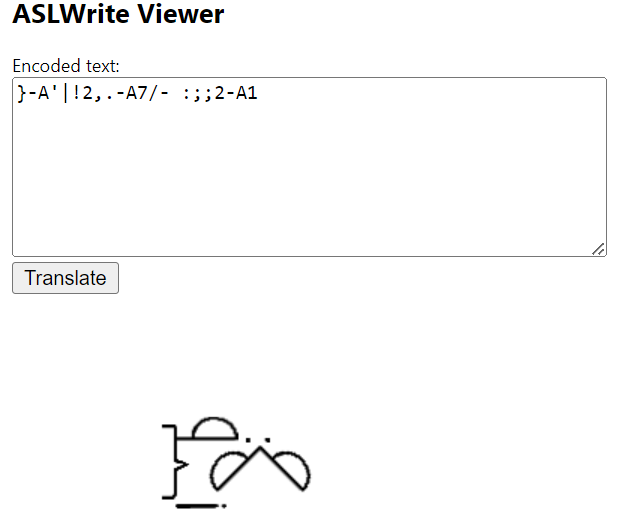 ASLWrite Viewer
Encoded text:
}-A'|!2,.-A7/- :;;2-A1
Translate